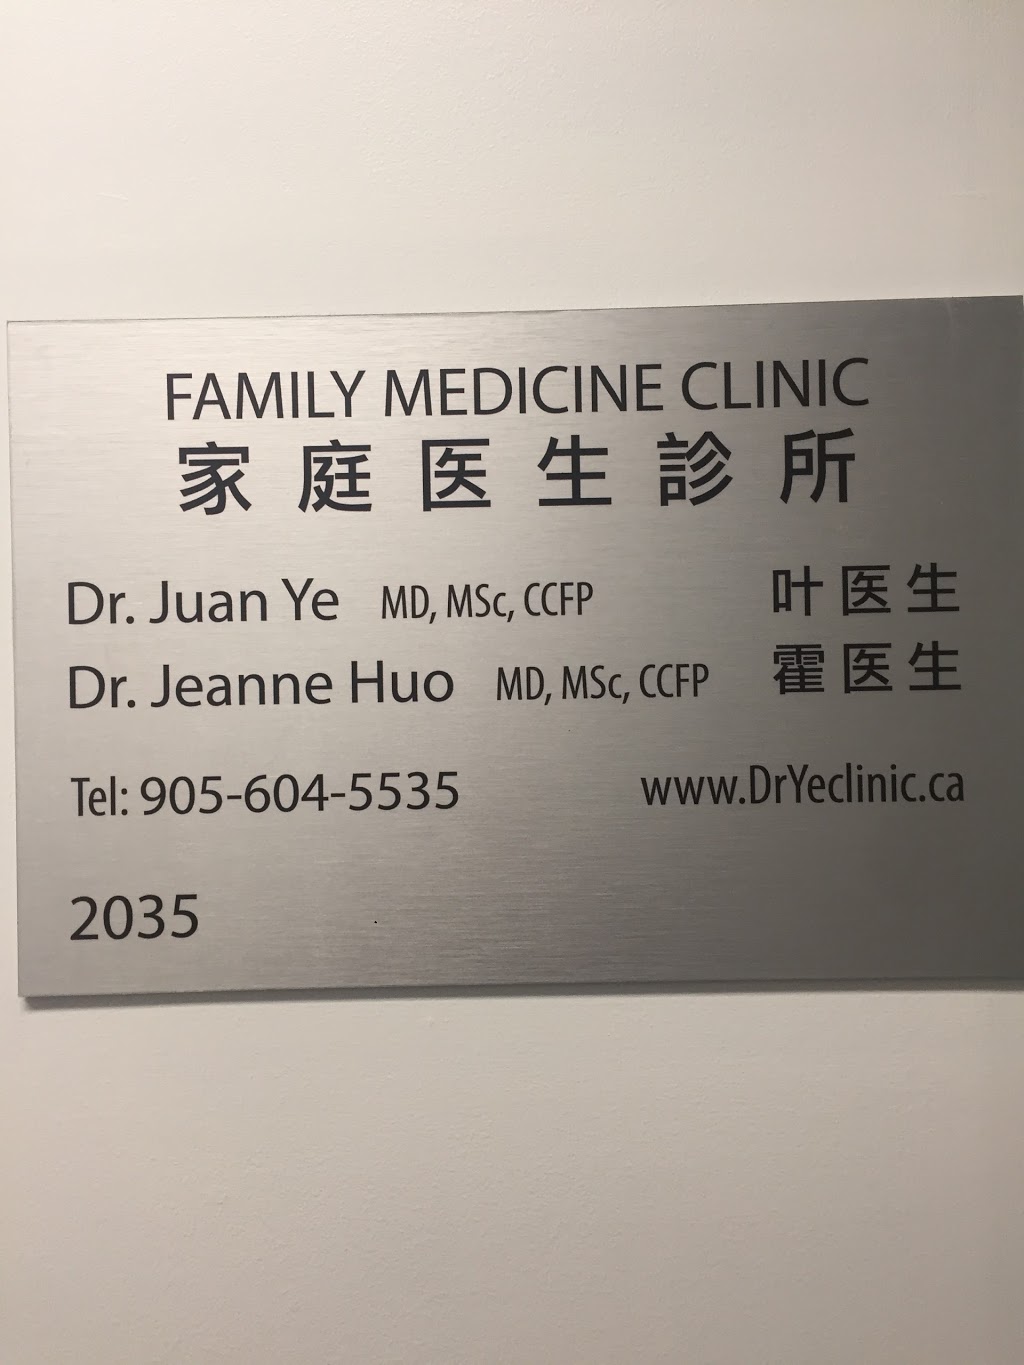 FAMILY MEDICINE CLINIC
家庭医生診所
Dr. Juan Ye MD, MSc, CCFP 叶医生
Dr. Jeanne Huo MD, MSc, CCFP 霍医生
Tel: 905-604-5535 www.DrYeclinic.ca
2035